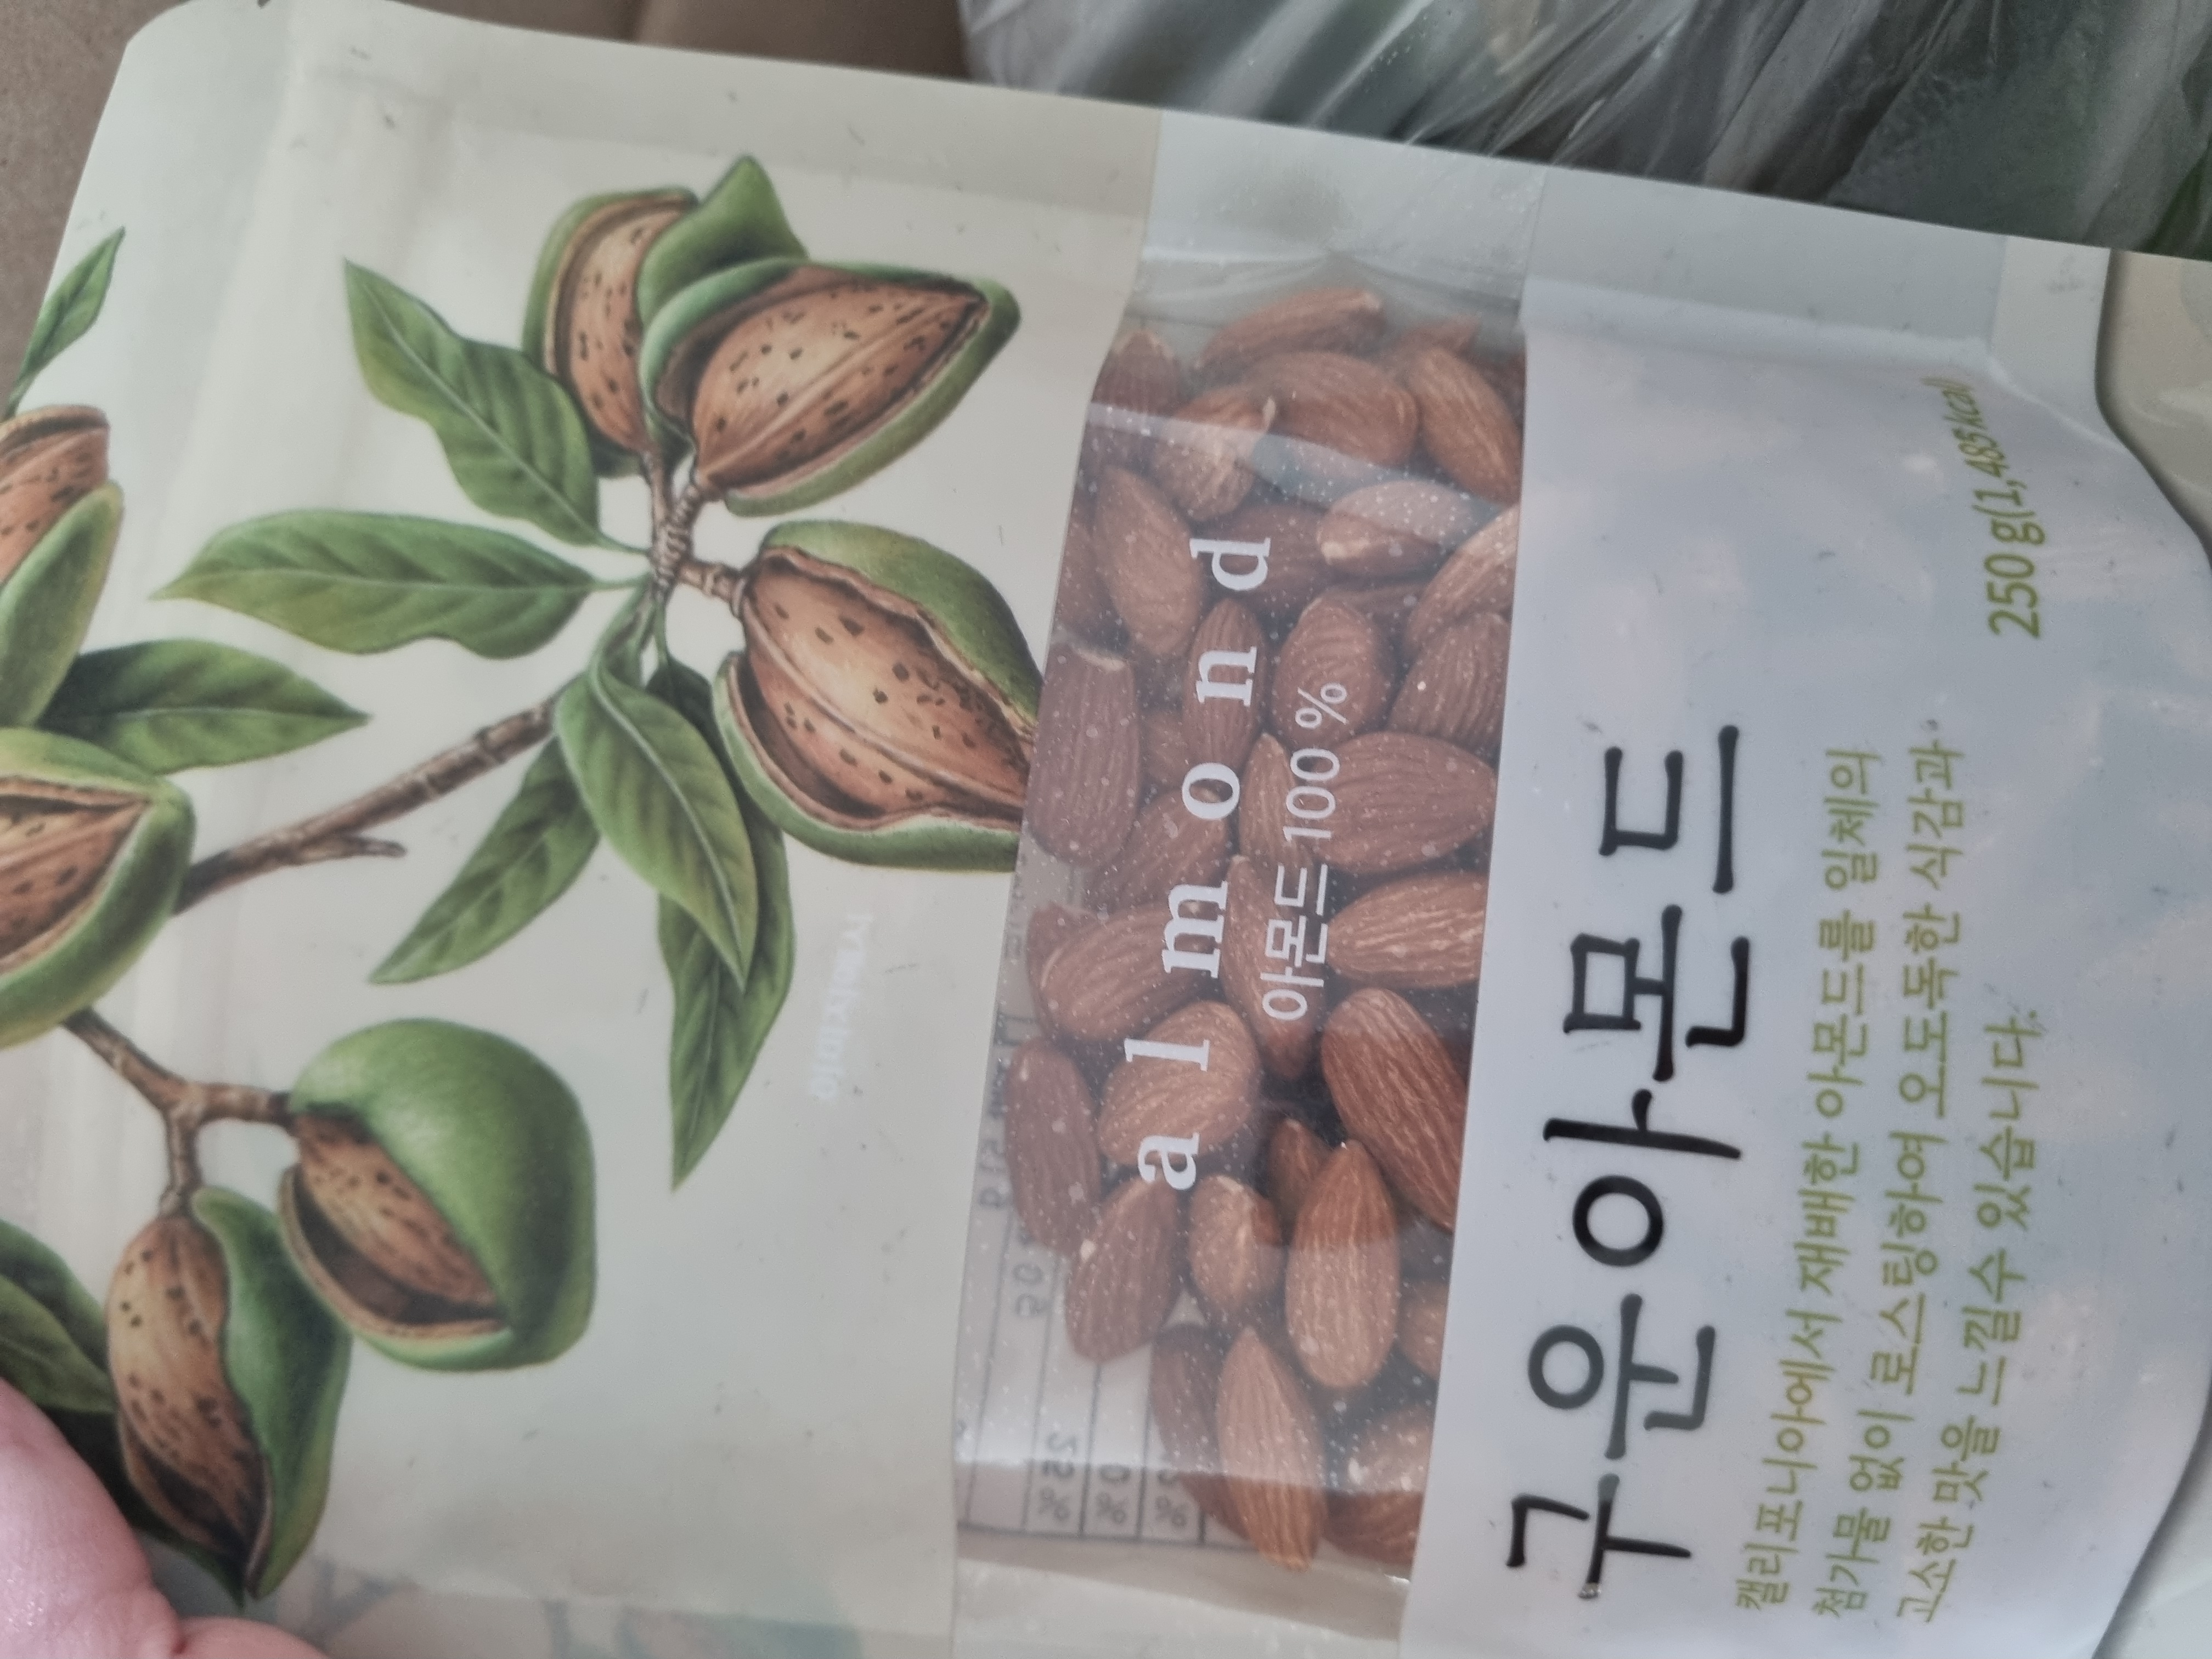 almond
아몬드 100 %
구운아몬드
캘리포니아에서 재배한 아몬드를 일체의
첨가물 없이 로스팅하여 오도독한 식감과
고소한 맛을 느낄수 있습니다.
250 g(1,485 kcal)